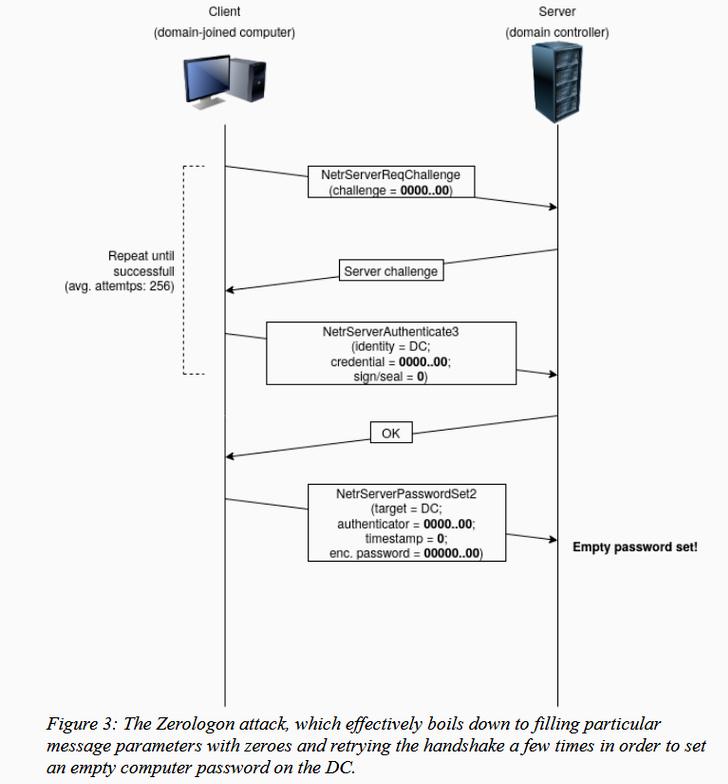 Client
(domain-joined computer)
Server
(domain controller)
NetrServerReqChallenge
(challenge = 0000..00)
Repeat until
successfull
(avg. attemtps: 256)
Server challenge
NetrServerAuthenticate3
(identity = DC;
credential = 0000..00;
sign/seal = 0)
OK
NetrServerPasswordSet2
(target = DC;
authenticator = 0000..00;
timestamp = 0;
enc. password = 00000..00)
Empty password set!
Figure 3: The Zerologon attack, which effectively boils down to filling particular
message parameters with zeroes and retrying the handshake a few times in order to set
an empty computer password on the DC.